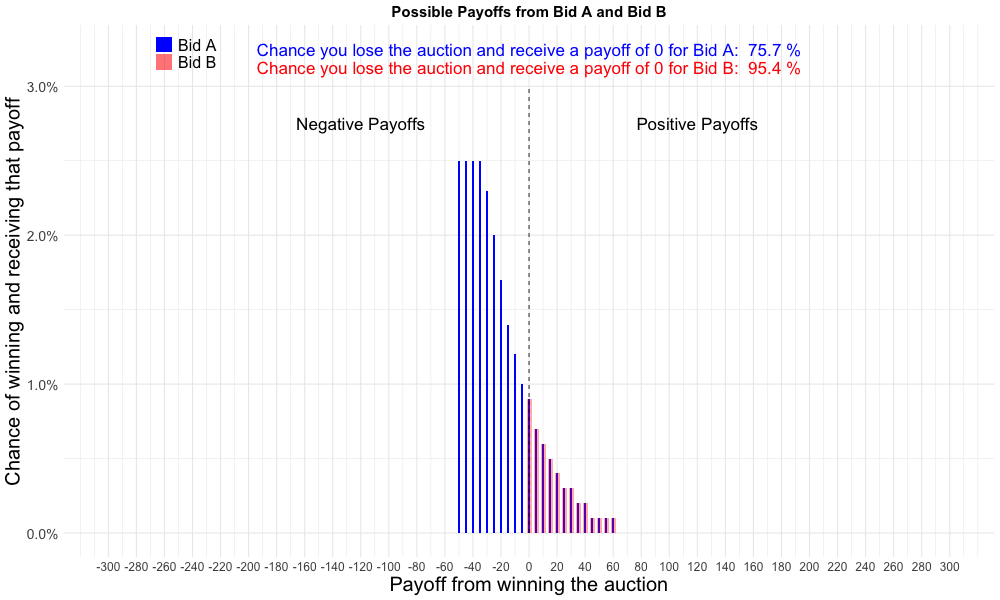 Possible Payoffs from Bid A and Bid B
Bid A
Bid B
Chance you lose the auction and receive a payoff of 0 for Bid A: 75.7 %
Chance you lose the auction and receive a payoff of 0 for Bid B: 95.4 %
Negative Payoffs
Positive Payoffs
Chance of winning and receiving that payoff
3.0%
2.0%
1.0%
0.0%
-300 -280 -260 -240 -220 -200 -180 -160 -140 -120 -100 -80 -60 -40 -20 0 20 40 60 80 100 120 140 160 180 200 220 240 260 280 300
Payoff from winning the auction